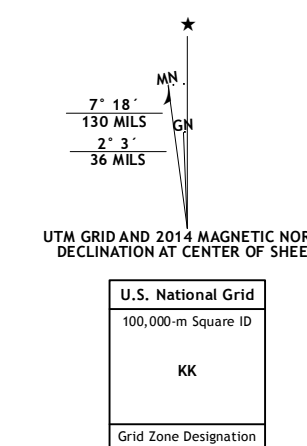 MN
7° 18´
130 MILS
GN
2° 3´
36 MILS
UTM GRID AND 2014 MAGNETIC NOR
DECLINATION AT CENTER OF SHEE
U.S. National Grid
100,000-m Square ID
KK
Grid Zone Designation